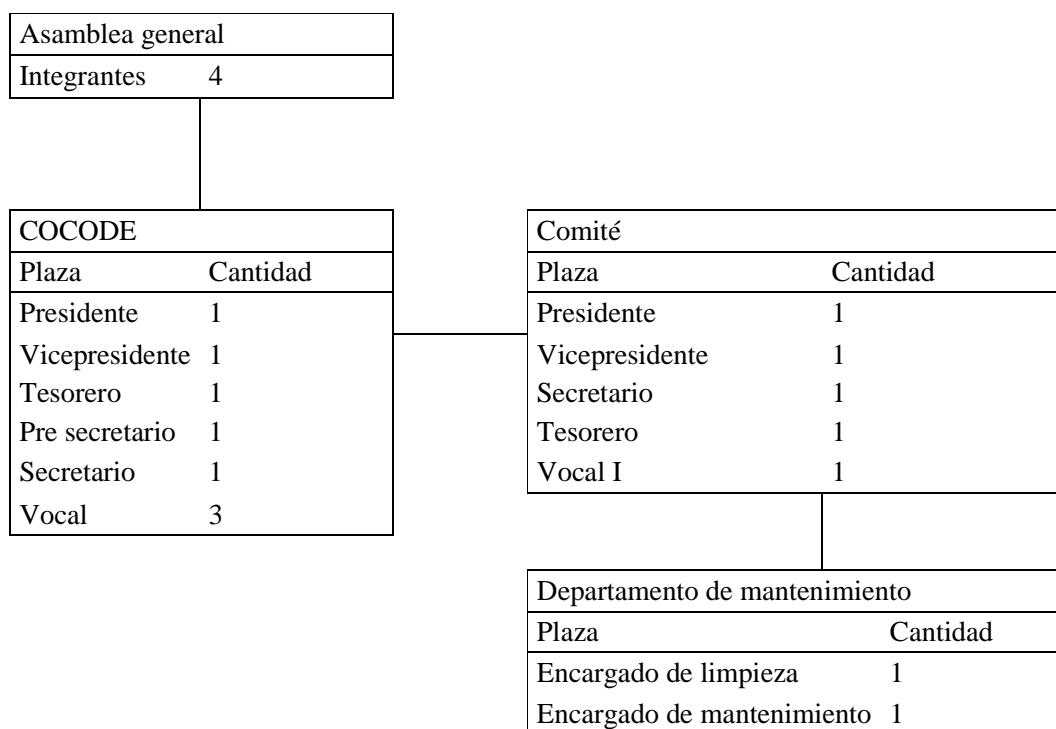 Asamblea general
Integrantes 4
COCODE
Plaza Cantidad
Presidente 1
Vicepresidente 1
Tesorero 1
Pre secretario 1
Secretario 1
Vocal 3
Comité
Plaza Cantidad
Presidente 1
Vicepresidente 1
Secretario 1
Tesorero 1
Vocal I 1
Departamento de mantenimiento
Plaza Cantidad
Encargado de limpieza 1
Encargado de mantenimiento 1